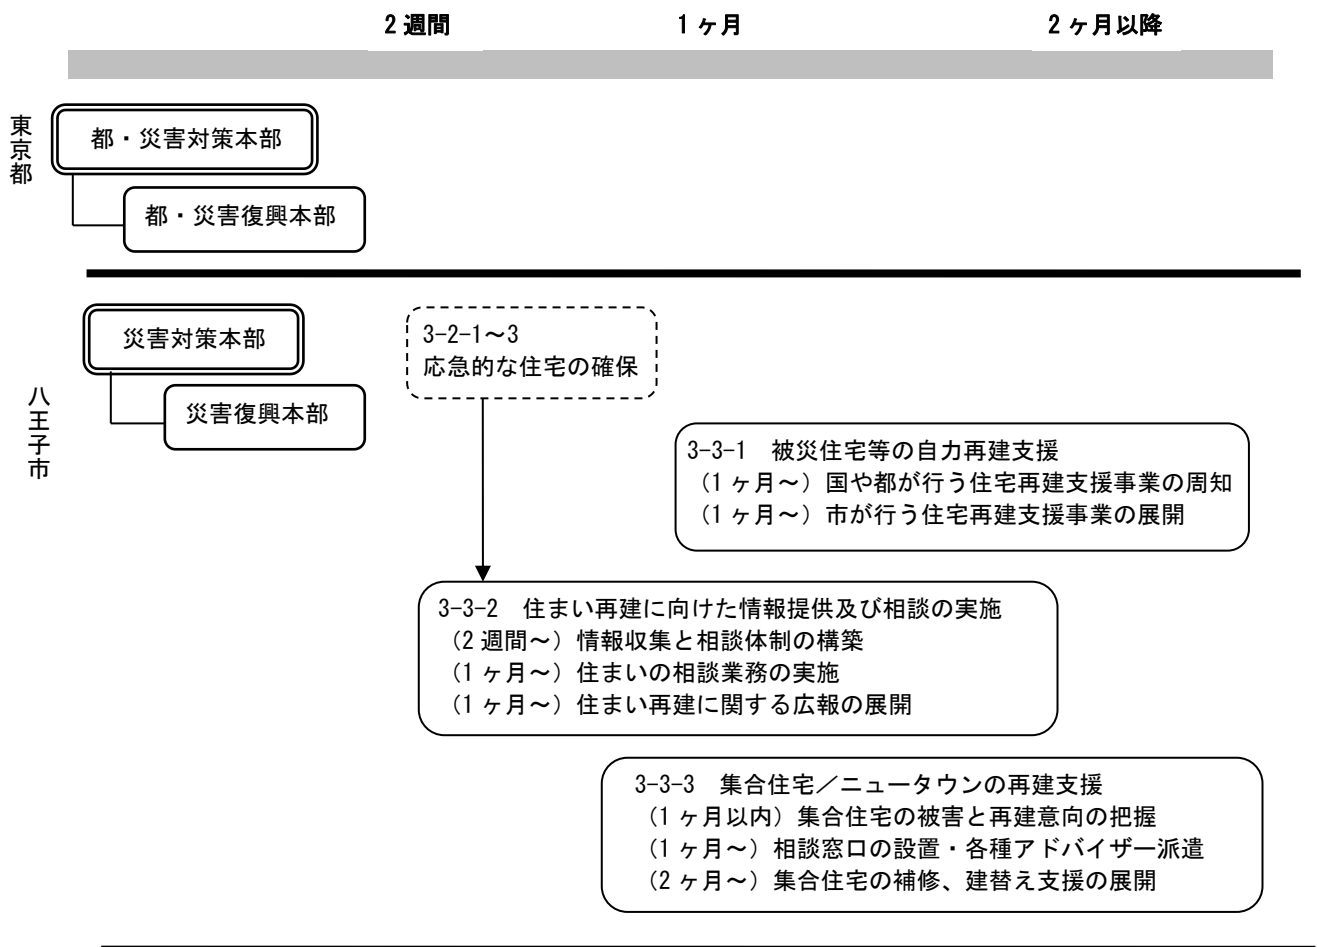 2 週間
1 ヶ月
2 ヶ月以降
東京都
都・災害対策本部
都・災害復興本部
八王子市
災害対策本部
災害復興本部
3-2-1～3
応急的な住宅の確保
3-3-1　被災住宅等の自力再建支援
（1 ヶ月～）国や都が行う住宅再建支援事業の周知
（1 ヶ月～）市が行う住宅再建支援事業の展開
3-3-2　住まい再建に向けた情報提供及び相談の実施
（2 週間～）情報収集と相談体制の構築
（1 ヶ月～）住まいの相談業務の実施
（1 ヶ月～）住まい再建に関する広報の展開
3-3-3　集合住宅／ニュータウンの再建支援
（1 ヶ月以内）集合住宅の被害と再建意向の把握
（1 ヶ月～）相談窓口の設置・各種アドバイザー派遣
（2 ヶ月～）集合住宅の補修、建替え支援の展開